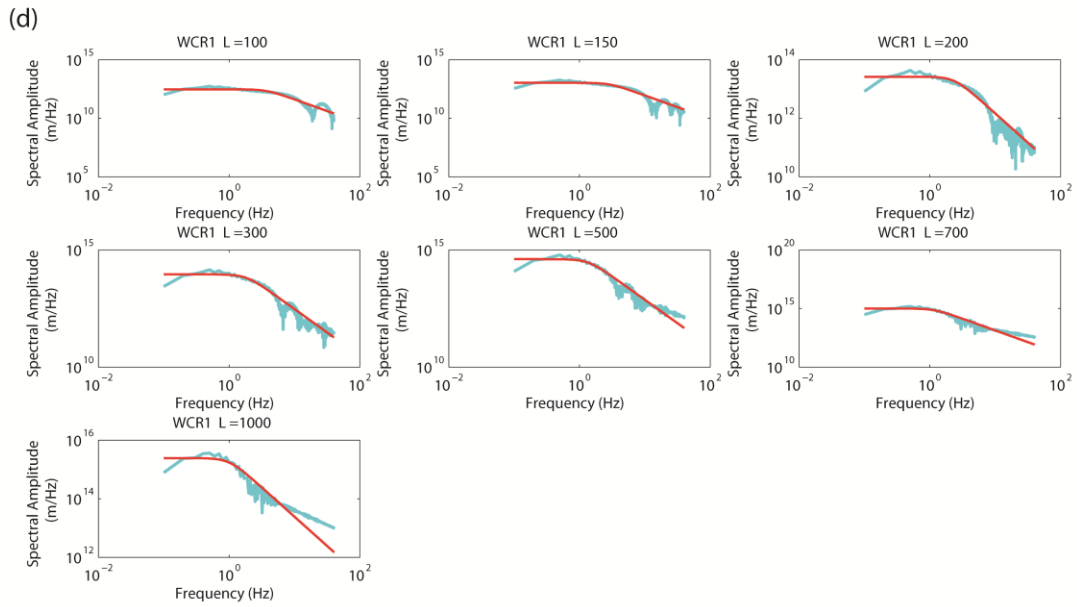 (d)
WCR1 L =100
WCR1 L =150
WCR1 L =200
10^15
10^10
10^5
10^-2
10^0
10^2
Spectral Amplitude
(m/Hz)
Frequency (Hz)
10^15
10^10
10^5
10^-2
10^0
10^2
Spectral Amplitude
(m/Hz)
Frequency (Hz)
10^14
10^12
10^10
10^-2
10^0
10^2
Spectral Amplitude
(m/Hz)
Frequency (Hz)
WCR1 L =300
WCR1 L =500
WCR1 L =700
10^15
10^10
10^-2
10^0
10^2
Spectral Amplitude
(m/Hz)
Frequency (Hz)
10^15
10^10
10^-2
10^0
10^2
Spectral Amplitude
(m/Hz)
Frequency (Hz)
10^20
10^15
10^10
10^-2
10^0
10^2
Spectral Amplitude
(m/Hz)
Frequency (Hz)
WCR1 L =1000
10^16
10^14
10^12
10^-2
10^0
10^2
Spectral Amplitude
(m/Hz)
Frequency (Hz)